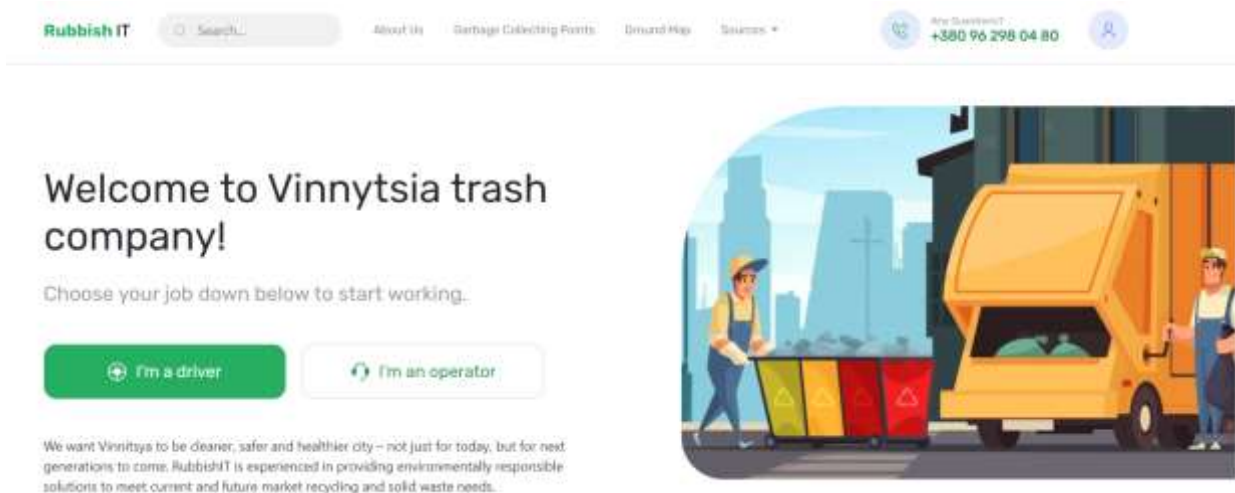 Rubbish IT
Search...
About Us
Garbage Collecting Points
Ground Map
Sources
Any Questions?
+380 96 298 04 80
Welcome to Vinnytsia trash
company!
Choose your job down below to start working.
I'm a driver
I'm an operator
We want Vinnitsya to be cleaner, safer and healthier city – not just for today, but for next
generations to come. RubbishIT is experienced in providing environmentally responsible
solutions to meet current and future market recycling and solid waste needs.